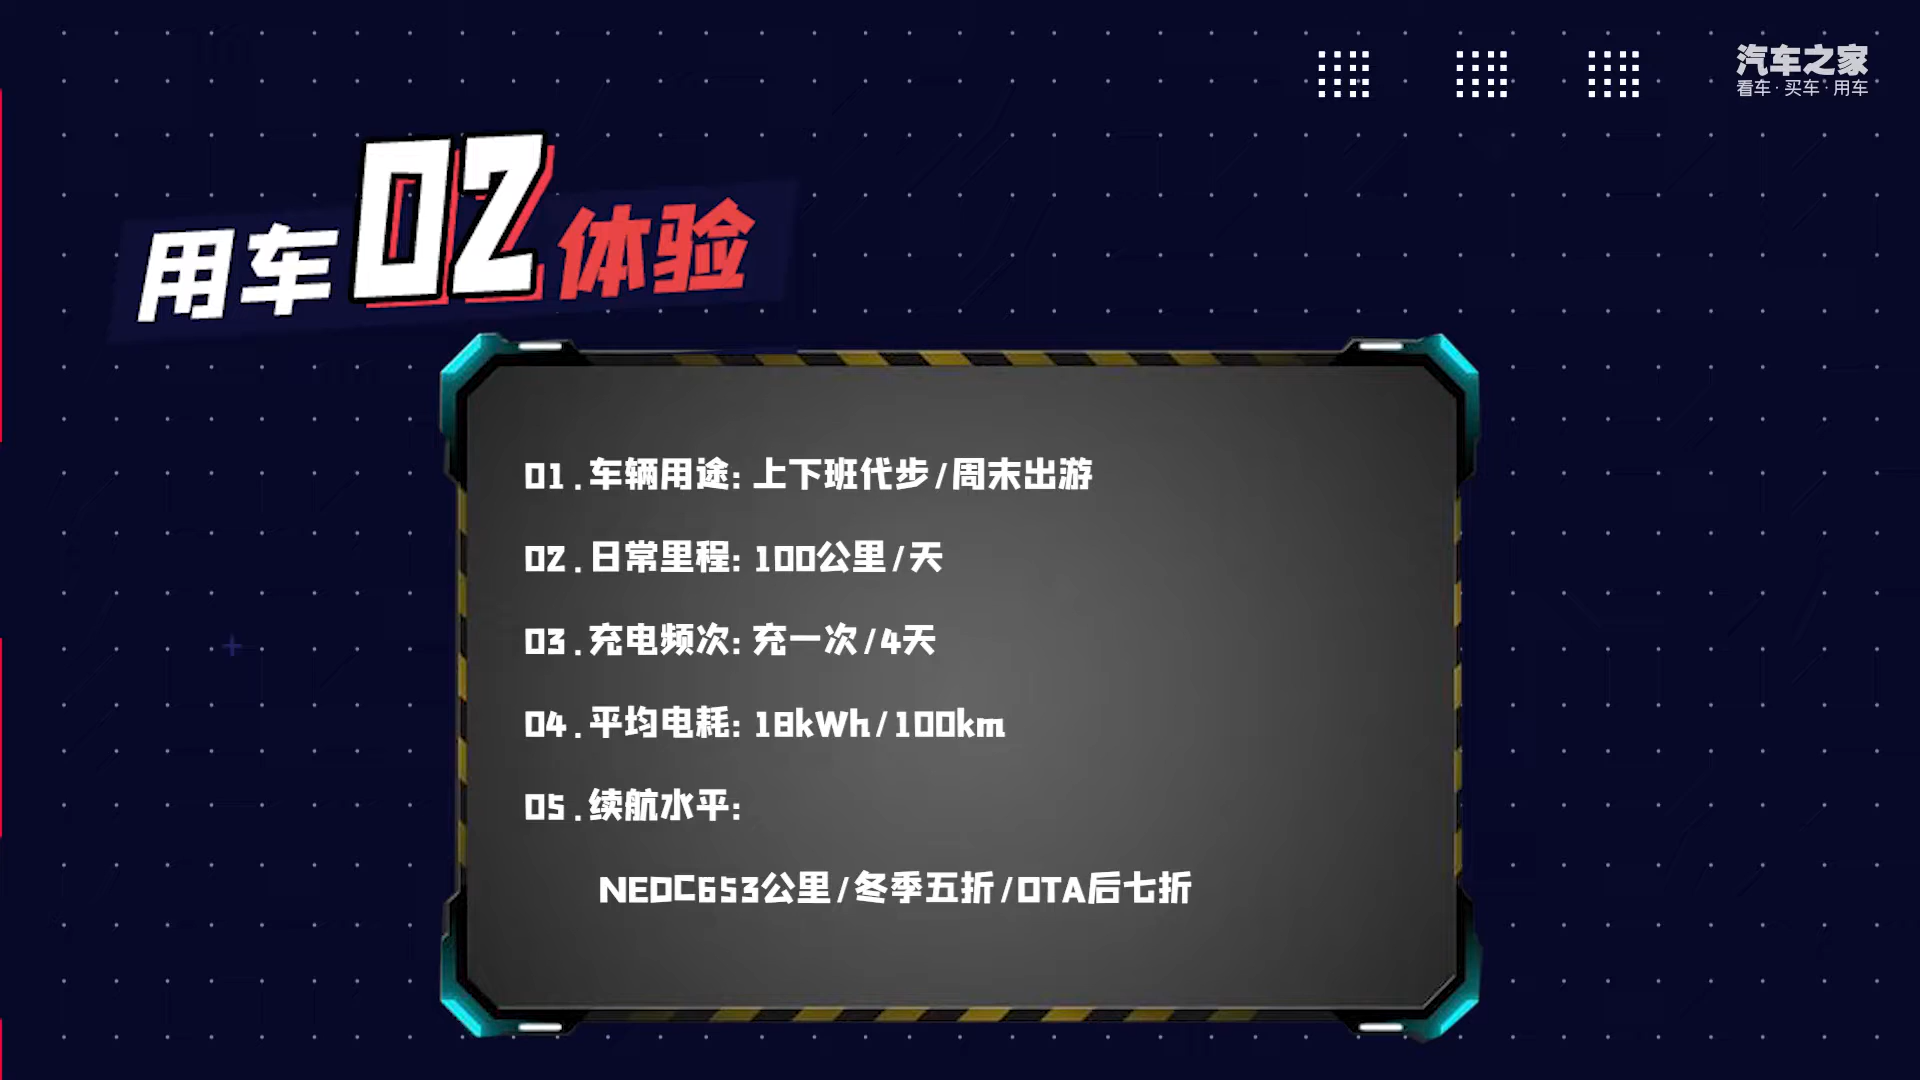 汽车之家
看车·买车·用车
用车02体验
01.车辆用途: 上下班代步/周末出游
02.日常里程: 100公里/天
03.充电频次: 充一次/4天
04.平均电耗: 18kWh/100km
05.续航水平:
NEDC653公里/冬季五折/OTA后七折